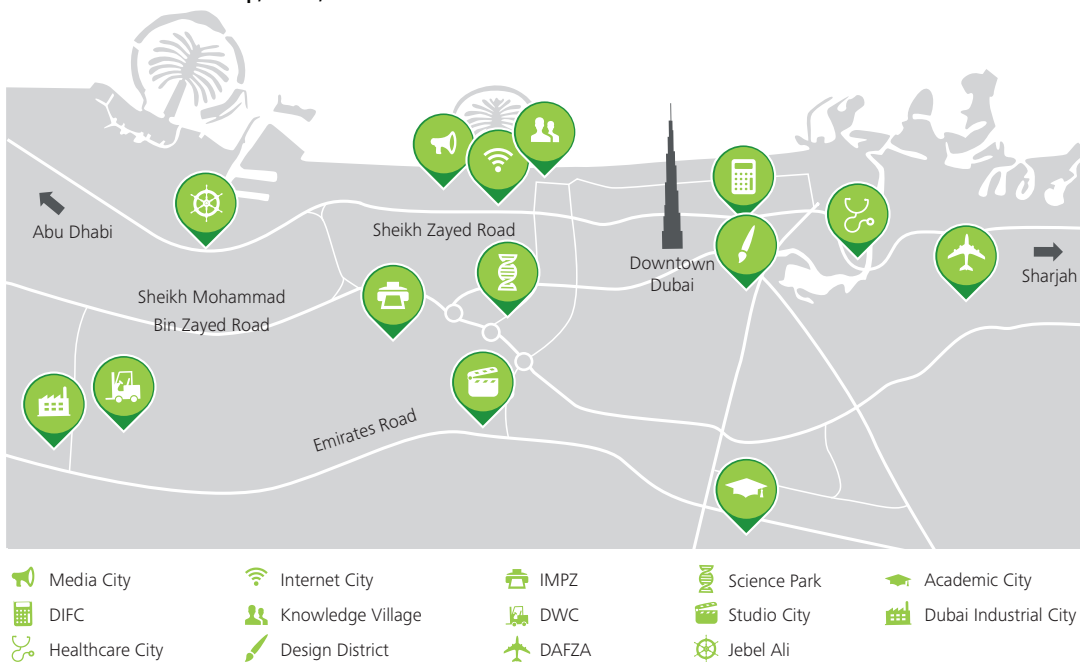 Abu Dhabi
Sheikh Zayed Road
Downtown
Dubai
Sharjah
Sheikh Mohammad
Bin Zayed Road
Emirates Road
Media City
Internet City
IMPZ
Science Park
Academic City
DIFC
Knowledge Village
DWC
Studio City
Dubai Industrial City
Healthcare City
Design District
DAFZA
Jebel Ali